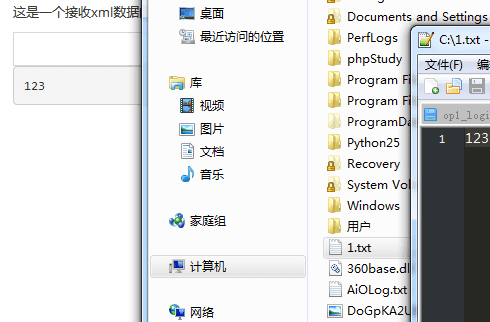 这是一个接收xml数据
123
桌面
最近访问的位置
库
视频
图片
文档
音乐
家庭组
计算机
网络
Documents and Settings
PerfLogs
phpStudy
Program Fi
Program Fi
ProgramDa
Python25
Recovery
System Vol
Windows
用户
1.txt
360base.dl
AiOLog.txt
DoGpKA2U
C:\1.txt -
文件(F)
编
op1_logi
1 123